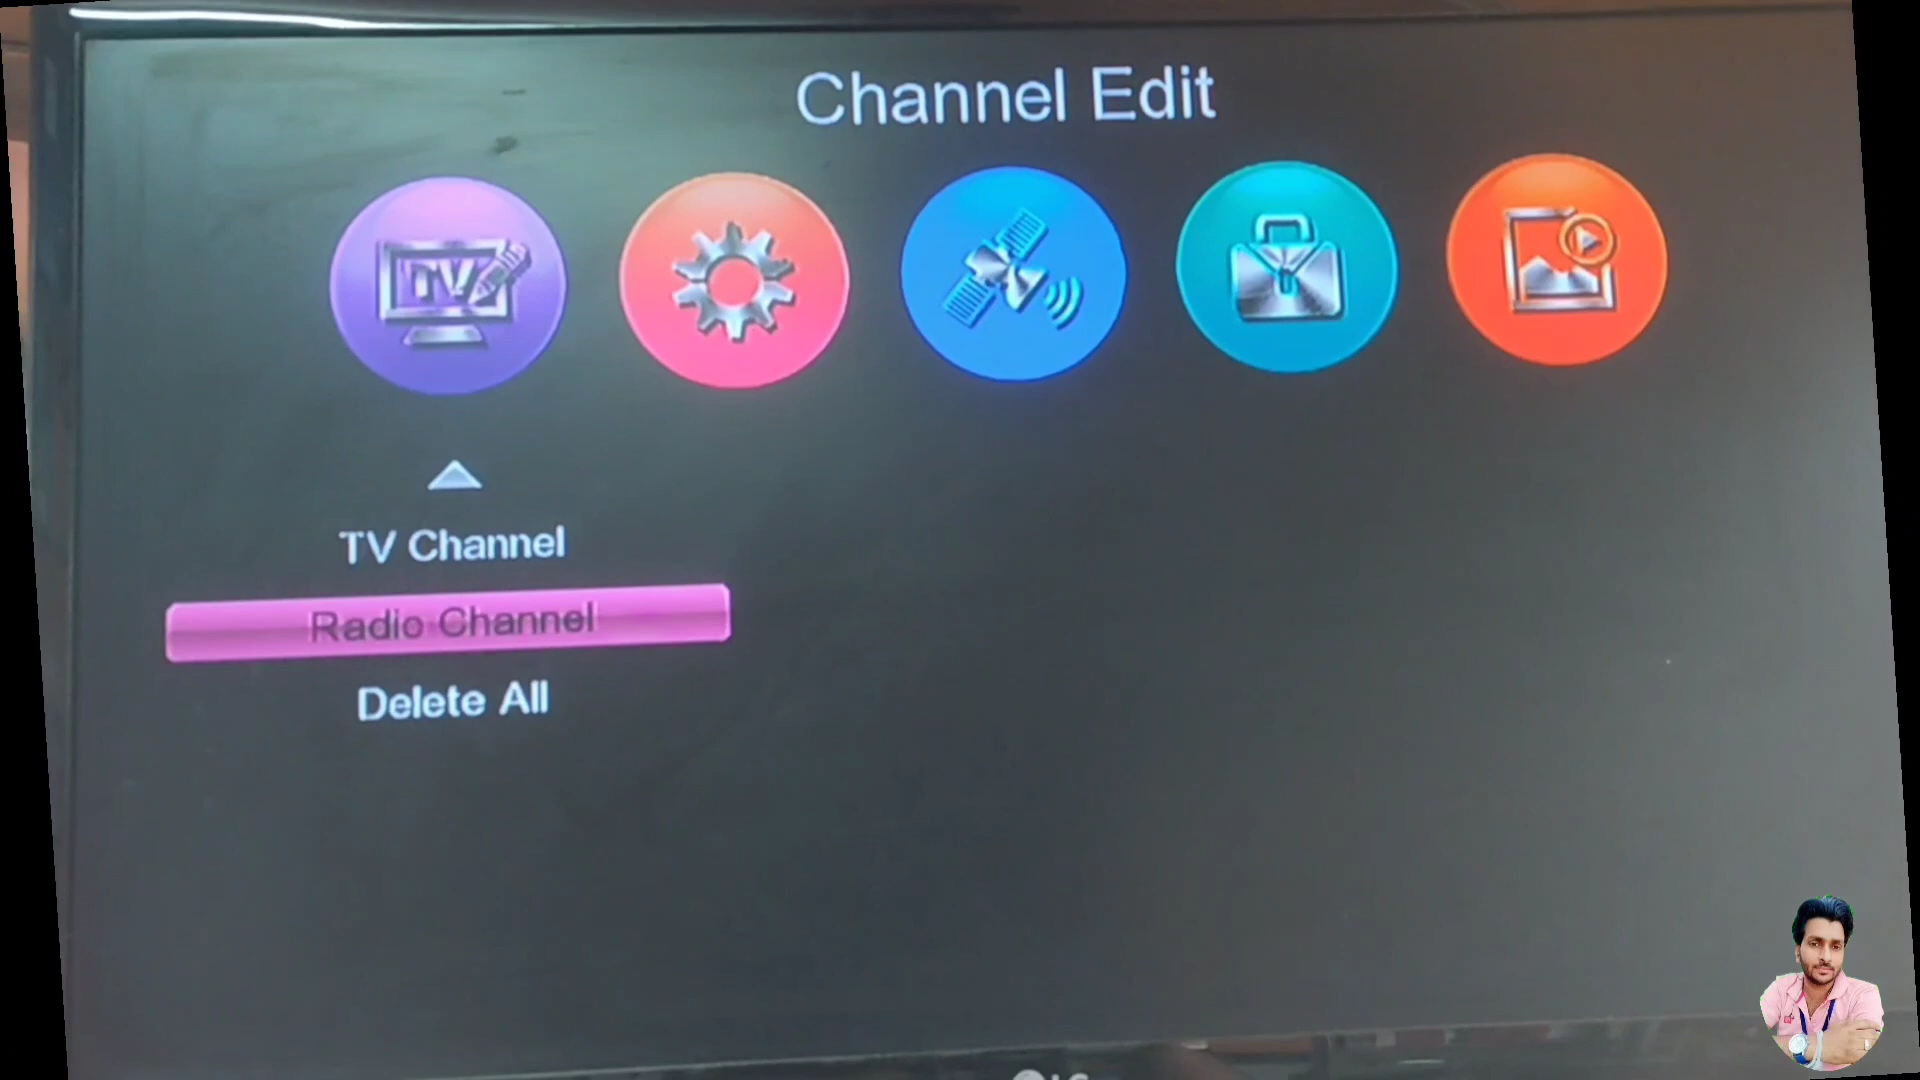 Channel Edit
TV
TV Channel
Radio Channel
Delete All